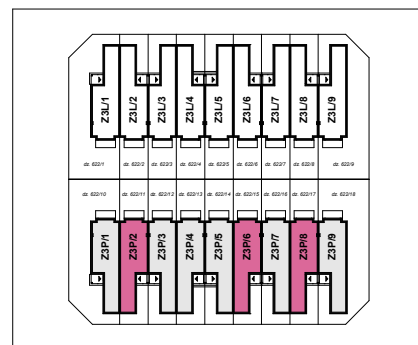 Z3L/1 Z3L/2 Z3L/3 Z3L/4 Z3L/5 Z3L/6 Z3L/7 Z3L/8 Z3L/9
dz. 622/1 dz. 622/2 dz. 622/3 dz. 622/4 dz. 622/5 dz. 622/6 dz. 622/7 dz. 622/8 dz. 622/9
dz. 622/10 dz. 622/11 dz. 622/12 dz. 622/13 dz. 622/14 dz. 622/15 dz. 622/16 dz. 622/17 dz. 622/18
Z3P/1 Z3P/2 Z3P/3 Z3P/4 Z3P/5 Z3P/6 Z3P/7 Z3P/8 Z3P/9